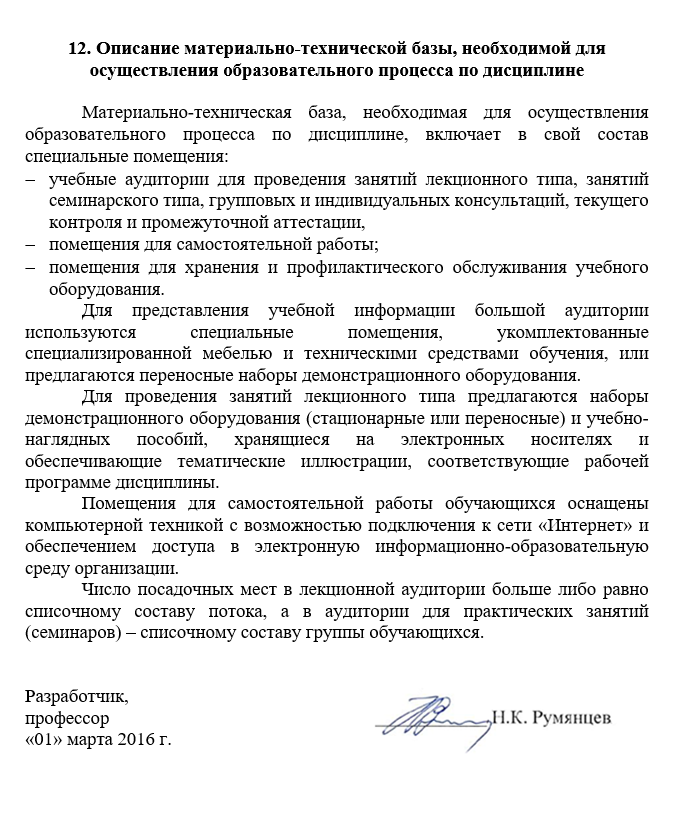 12. Описание материально-технической базы, необходимой для
осуществления образовательного процесса по дисциплине
Материально-техническая база, необходимая для осуществления
образовательного процесса по дисциплине, включает в свой состав
специальные помещения:
– учебные аудитории для проведения занятий лекционного типа, занятий
семинарского типа, групповых и индивидуальных консультаций, текущего
контроля и промежуточной аттестации,
– помещения для самостоятельной работы;
– помещения для хранения и профилактического обслуживания учебного
оборудования.
Для представления учебной информации большой аудитории
используются специальные помещения, укомплектованные
специализированной мебелью и техническими средствами обучения, или
предлагаются переносные наборы демонстрационного оборудования.
Для проведения занятий лекционного типа предлагаются наборы
демонстрационного оборудования (стационарные или переносные) и учебно-
наглядных пособий, хранящиеся на электронных носителях и
обеспечивающие тематические иллюстрации, соответствующие рабочей
программе дисциплины.
Помещения для самостоятельной работы обучающихся оснащены
компьютерной техникой с возможностью подключения к сети «Интернет» и
обеспечением доступа в электронную информационно-образовательную
среду организации.
Число посадочных мест в лекционной аудитории больше либо равно
списочному составу потока, а в аудитории для практических занятий
(семинаров) – списочному составу группы обучающихся.
Разработчик,
профессор Н.К. Румянцев
«01» марта 2016 г.